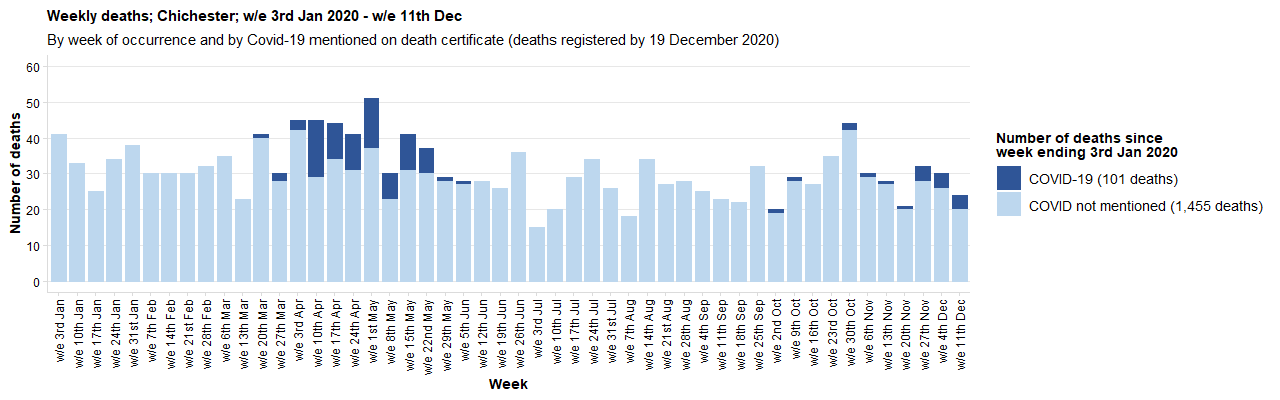 Weekly deaths; Chichester; w/e 3rd Jan 2020 - w/e 11th Dec
By week of occurrence and by Covid-19 mentioned on death certificate (deaths registered by 19 December 2020)
Number of deaths
60
50
40
30
20
10
0
w/e 3rd Jan
w/e 10th Jan
w/e 17th Jan
w/e 24th Jan
w/e 31st Jan
w/e 7th Feb
w/e 14th Feb
w/e 21st Feb
w/e 28th Feb
w/e 6th Mar
w/e 13th Mar
w/e 20th Mar
w/e 27th Mar
w/e 3rd Apr
w/e 10th Apr
w/e 17th Apr
w/e 24th Apr
w/e 1st May
w/e 8th May
w/e 15th May
w/e 22nd May
w/e 29th May
w/e 5th Jun
w/e 12th Jun
w/e 19th Jun
w/e 26th Jun
w/e 3rd Jul
w/e 10th Jul
w/e 17th Jul
w/e 24th Jul
w/e 31st Jul
w/e 7th Aug
w/e 14th Aug
w/e 21st Aug
w/e 28th Aug
w/e 4th Sep
w/e 11th Sep
w/e 18th Sep
w/e 25th Sep
w/e 2nd Oct
w/e 9th Oct
w/e 16th Oct
w/e 23rd Oct
w/e 30th Oct
w/e 6th Nov
w/e 13th Nov
w/e 20th Nov
w/e 27th Nov
w/e 4th Dec
w/e 11th Dec
Week
Number of deaths since
week ending 3rd Jan 2020
COVID-19 (101 deaths)
COVID not mentioned (1,455 deaths)